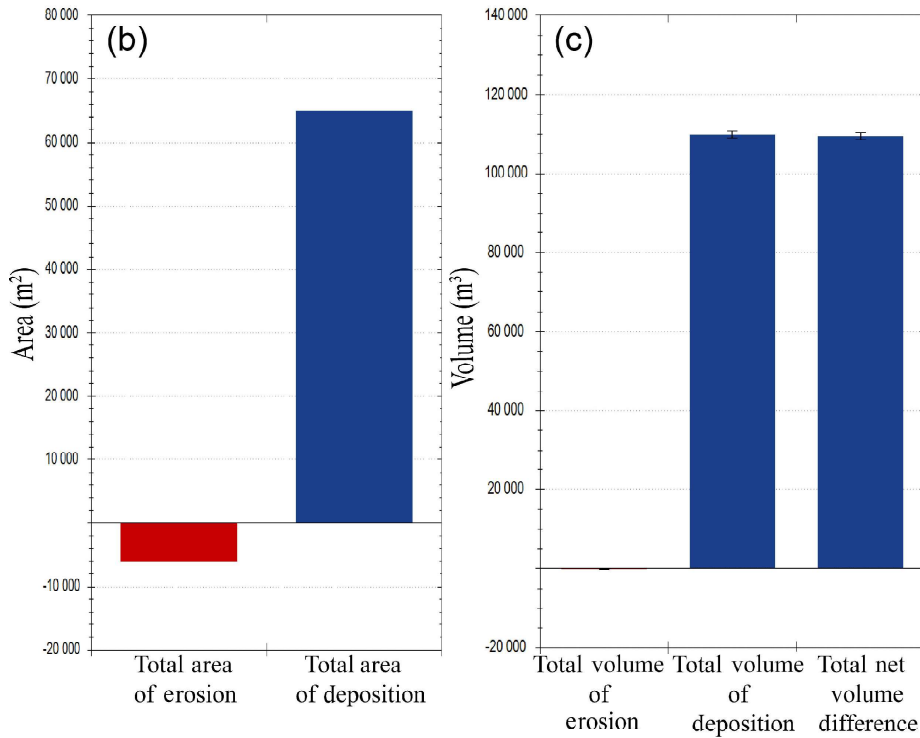 (b)
80 000
70 000
60 000
50 000
40 000
30 000
20 000
10 000
-10 000
-20 000
Area (m²)
Total area
of erosion
Total area
of deposition
(c)
140 000
120 000
100 000
80 000
60 000
40 000
20 000
-20 000
Volume (m³)
Total volume
of
erosion
Total volume
of
deposition
Total net
volume
difference